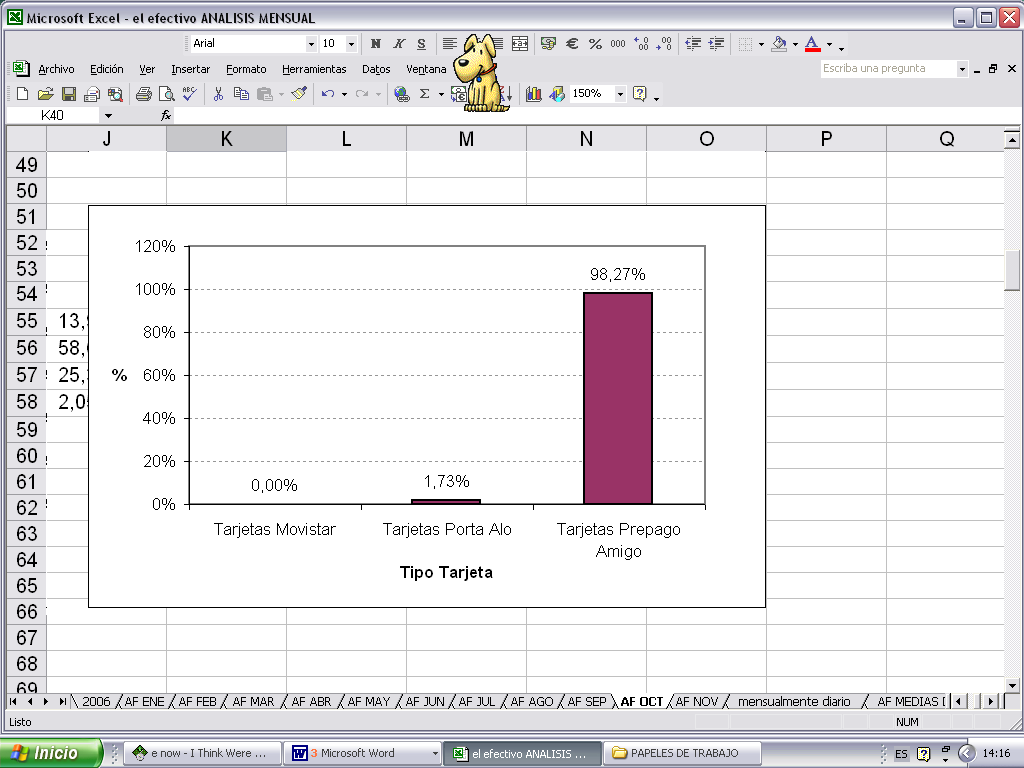 Microsoft Excel - el efectivo ANALISIS MENSUAL
Arial 10 N K S € % 000
Archivo Edición Ver Insertar Formato Herramientas Datos Ventana Escriba una pregunta
150%
K40 fx
J K L M N O P Q
49
50
51
52
53
54
55 13,
56 58,
57 25,
58 2,0
59
60
61
62
63
64
65
66
67
68
69
120%
100%
80%
60%
40%
20%
0%
%
0,00%
1,73%
98,27%
Tarjetas Movistar
Tarjetas Porta Alo
Tarjetas Prepago
Amigo
Tipo Tarjeta
2006 AF ENE AF FEB AF MAR AF ABR AF MAY AF JUN AF JUL AF AGO AF SEP AF OCT AF NOV mensualmente diario AF MEDIAS
Listo NUM
Inicio e now - I Think Were ... 3 Microsoft Word el efectivo ANALISIS ... PAPELES DE TRABAJO ES 14:16